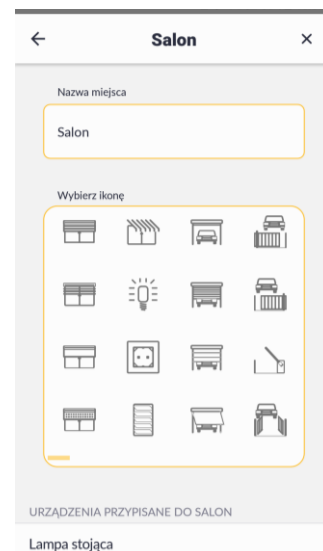 Salon
Nazwa miejsca
Salon
Wybierz ikonę
URZĄDZENIA PRZYPISANE DO SALON
Lampa stojąca